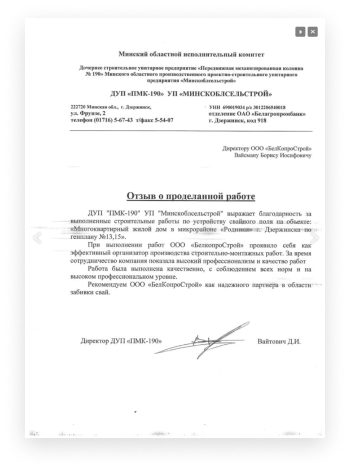 Минский областной исполнительный комитет
Дочернее строительное унитарное предприятие «Передвижная механизированная колонна
№ 190» Минского областного производственного проектно-строительного унитарного
предприятия «Минскоблсельстрой»
ДУП «ПМК-190» УП «МИНСКОБЛСЕЛЬСТРОЙ»
222720 Минская обл., г. Дзержинск,
ул. Фрунзе, 2
телефон (01716) 5-67-43 т/факс 5-54-07
УНН 690019034 р/с 3012286540018
отделение ОАО «Белагропромбанк»
г. Дзержинск, код 918
Директору ООО «БелКопроСтрой»
Вайсману Борису Иосифовичу
Отзыв о проделанной работе
ДУП "ПМК-190" УП "Минскоблсельстрой" выражает благодарность за
выполненные строительные работы по устройству свайного поля на объекте:
«Многоквартирный жилой дом в микрорайоне «Родники» г. Дзержинска по
генплану №13,15».
При выполнении работ ООО «БелкопроСтрой» проявило себя как
эффективный организатор производства строительно-монтажных работ. За время
сотрудничество компания показала высокий профессионализм и качество работ
Работа была выполнена качественно, с соблюдением всех норм и на
высоком профессиональном уровне.
Рекомендуем ООО «БелКопроСтрой» как надежного партнера в области
забивки свай.
Директор ДУП «ПМК-190» Вайтович Д.И.